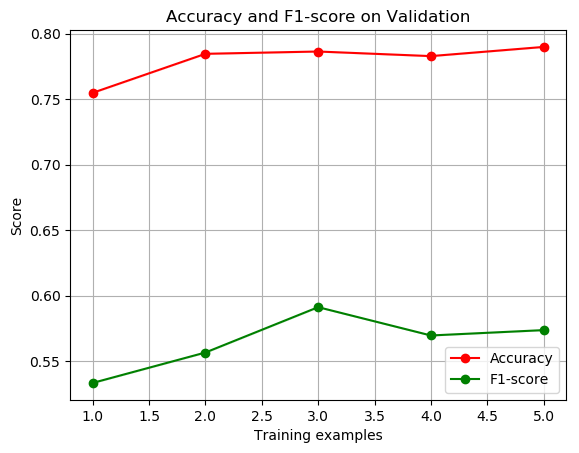 Accuracy and F1-score on Validation
0.80
0.75
0.70
0.65
0.60
0.55
Score
1.0 1.5 2.0 2.5 3.0 3.5 4.0 4.5 5.0
Training examples
Accuracy
F1-score